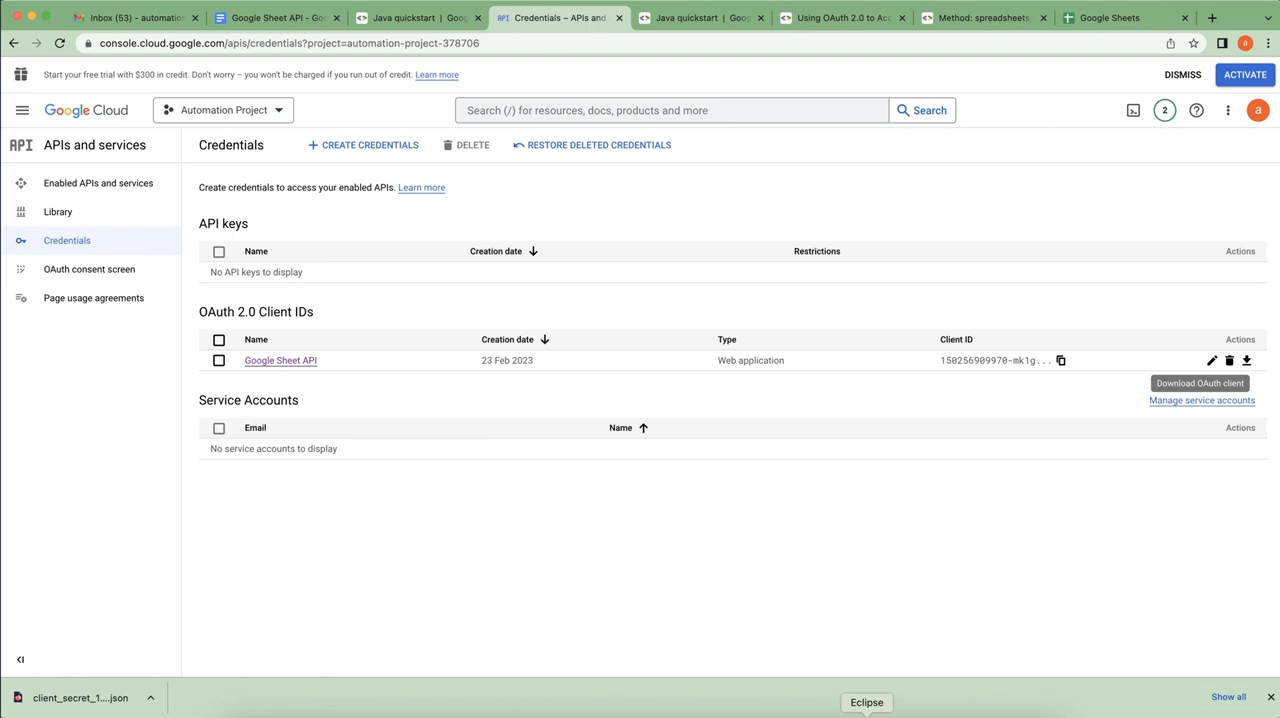 Inbox (53) - automation
Google Sheet API - Goo
Java quickstart | Goog
API Credentials – APIs and
Java quickstart | Goog
Using OAuth 2.0 to Acc
Method: spreadsheets.
Google Sheets
console.cloud.google.com/apis/credentials?project=automation-project-378706
a
Start your free trial with $300 in credit. Don't worry – you won't be charged if you run out of credit. Learn more
DISMISS
ACTIVATE
Google Cloud
Automation Project
Search (/) for resources, docs, products and more
Search
2
a
API APIs and services
Credentials
CREATE CREDENTIALS
DELETE
RESTORE DELETED CREDENTIALS
Enabled APIs and services
Library
Credentials
OAuth consent screen
Page usage agreements
Create credentials to access your enabled APIs. Learn more
API keys
Name Creation date Restrictions Actions
No API keys to display
OAuth 2.0 Client IDs
Name Creation date Type Client ID Actions
Google Sheet API 23 Feb 2023 Web application 150256909970-mk1g...
Download OAuth client
Service Accounts
Manage service accounts
Email Name Actions
No service accounts to display
client_secret_1....json
Eclipse
Show all